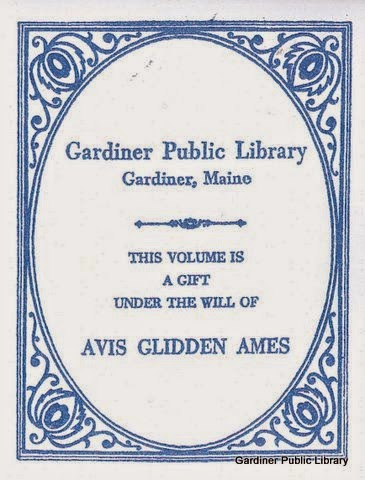 Gardiner Public Library
Gardiner, Maine
THIS VOLUME IS
A GIFT
UNDER THE WILL OF
AVIS GLIDDEN AMES
Gardiner Public Library